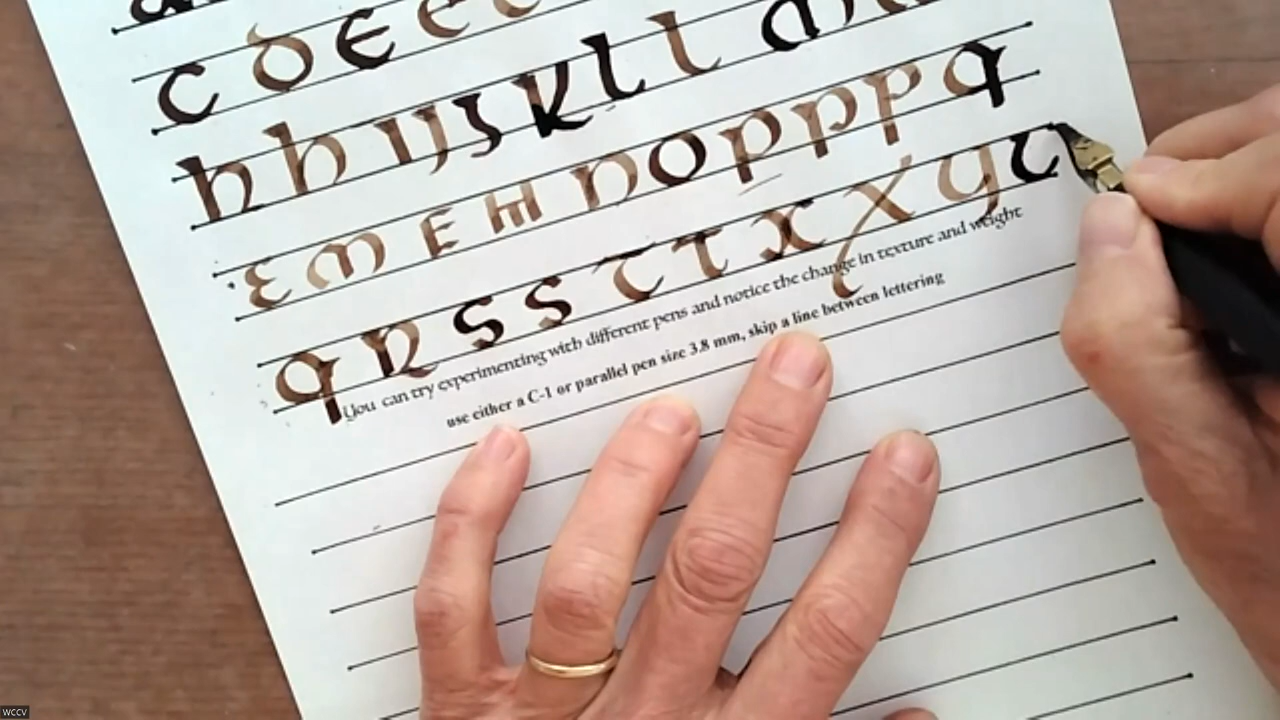 a
c d e e
h h i j s k l l d
ε m E m n o p p p q
q R s s τ τ x x y τ
You can try experimenting with different pens and notice the change in texture and weight
use either a C-1 or parallel pen size 3.8 mm, skip a line between lettering
WCCV